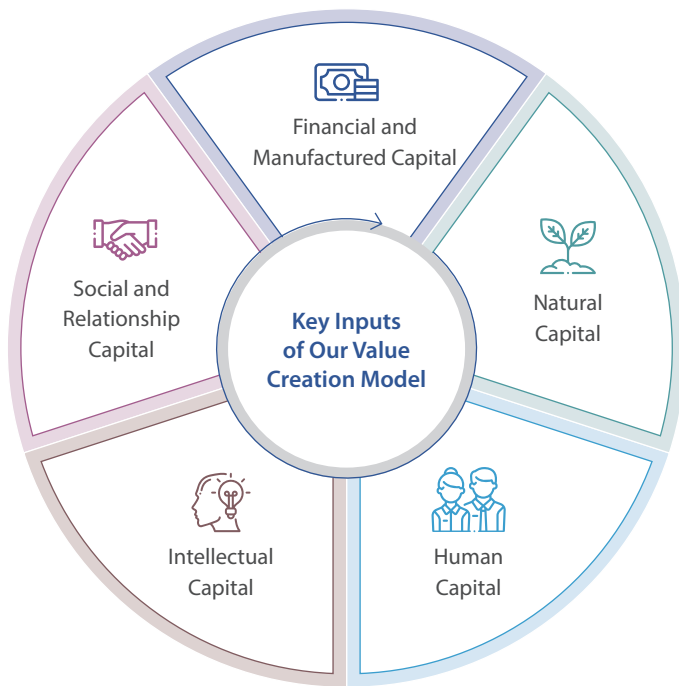 Financial and
Manufactured Capital
Natural
Capital
Human
Capital
Intellectual
Capital
Social and
Relationship
Capital
Key Inputs
of Our Value
Creation Model